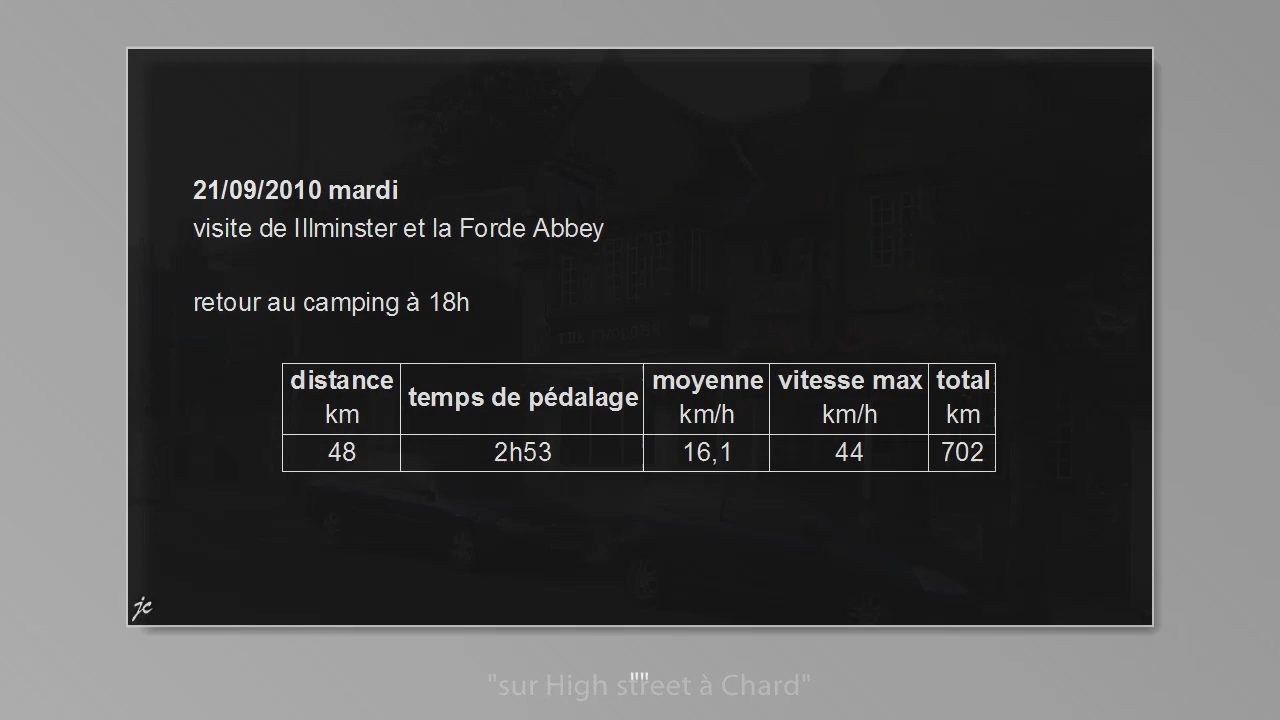 21/09/2010 mardi
visite de Illminster et la Forde Abbey
retour au camping à 18h
distance km temps de pédalage moyenne km/h vitesse max km/h total km
48 2h53 16,1 44 702
jc
"sur High street à Chard"
""